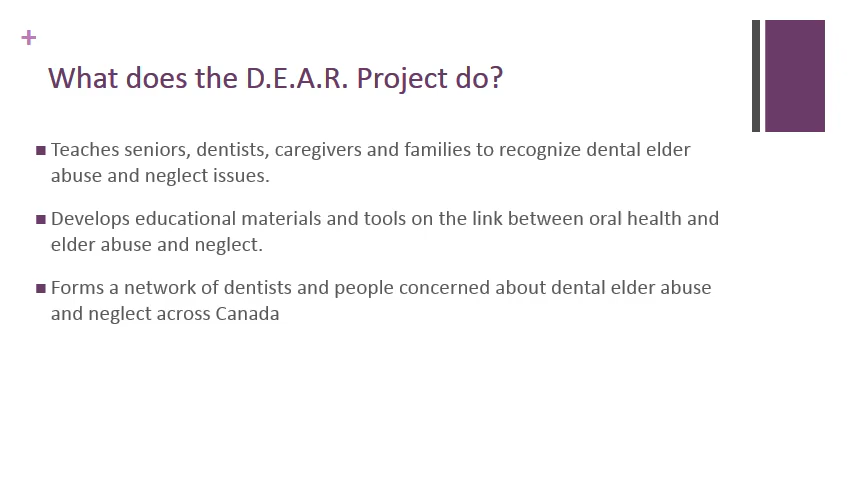 +
What does the D.E.A.R. Project do?
■ Teaches seniors, dentists, caregivers and families to recognize dental elder
abuse and neglect issues.
■ Develops educational materials and tools on the link between oral health and
elder abuse and neglect.
■ Forms a network of dentists and people concerned about dental elder abuse
and neglect across Canada